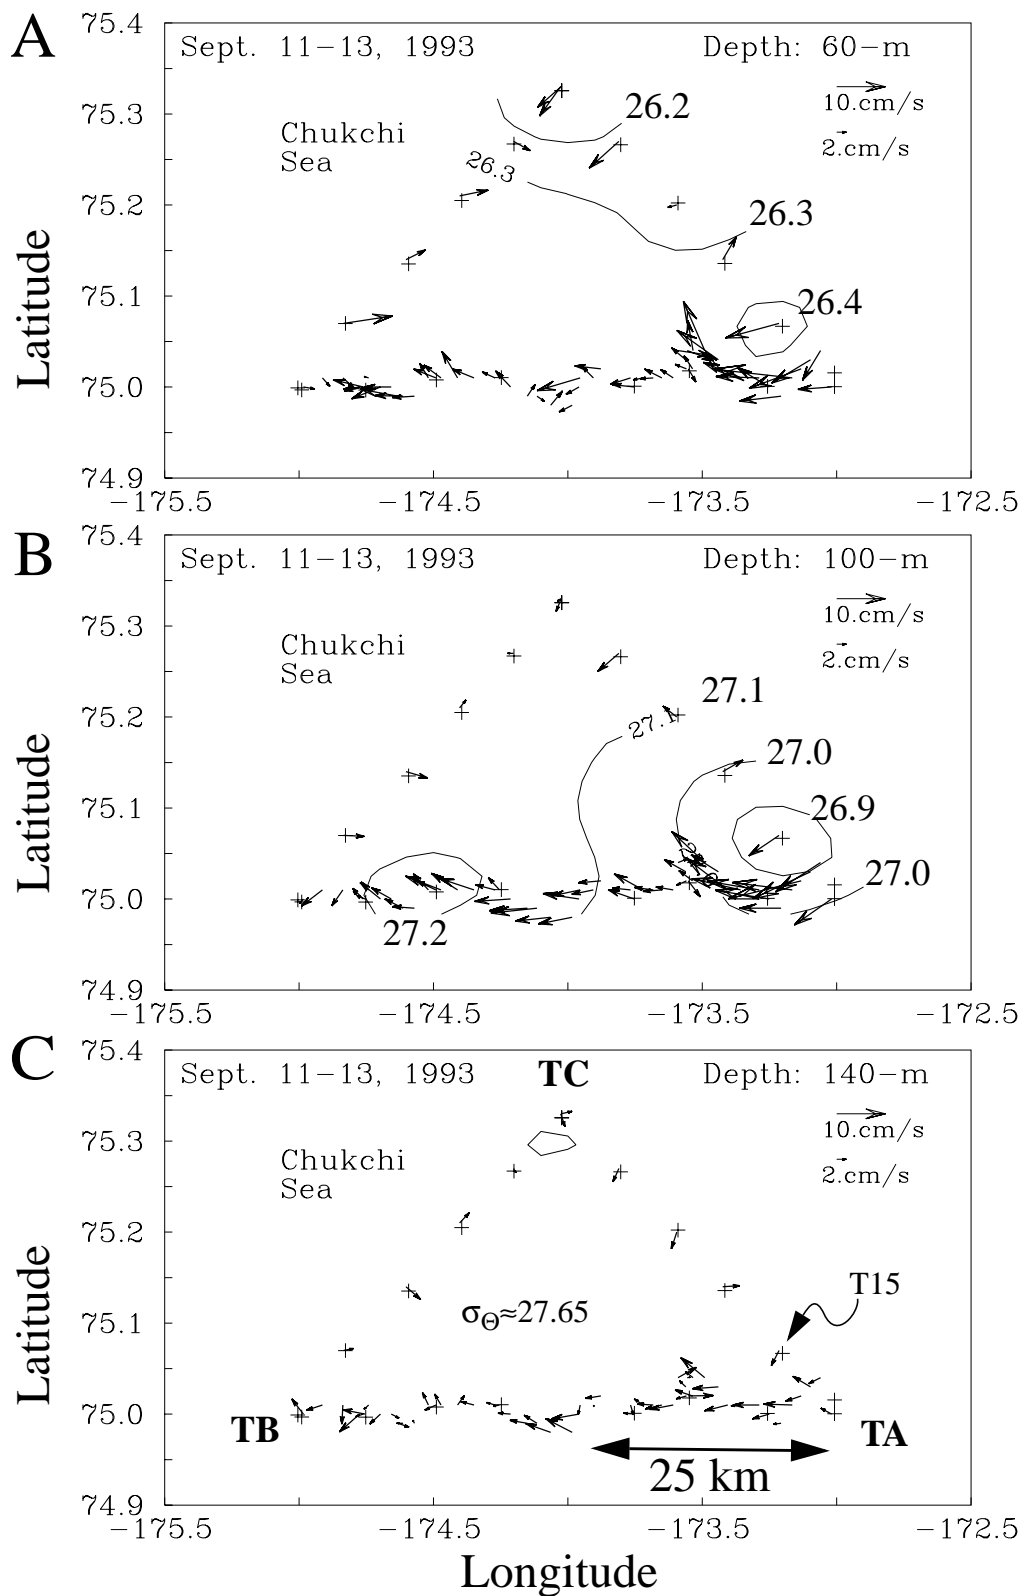 A
75.4
Sept. 11-13, 1993 Depth: 60-m
10.cm/s
26.2
75.3
Chukchi
Sea
2.cm/s
26.3
75.2
26.3
75.1
26.4
Latitude
75.0
74.9
-175.5 -174.5 -173.5 -172.5
B
75.4
Sept. 11-13, 1993 Depth: 100-m
10.cm/s
75.3
Chukchi
Sea
2.cm/s
27.1
75.2
27.1
27.0
75.1
26.9
Latitude
27.0
75.0
27.2
74.9
-175.5 -174.5 -173.5 -172.5
C
75.4
Sept. 11-13, 1993 TC Depth: 140-m
10.cm/s
75.3
Chukchi
Sea
2.cm/s
75.2
T15
σΘ≈27.65
75.1
Latitude
75.0
TB TA
25 km
74.9
-175.5 -174.5 -173.5 -172.5
Longitude